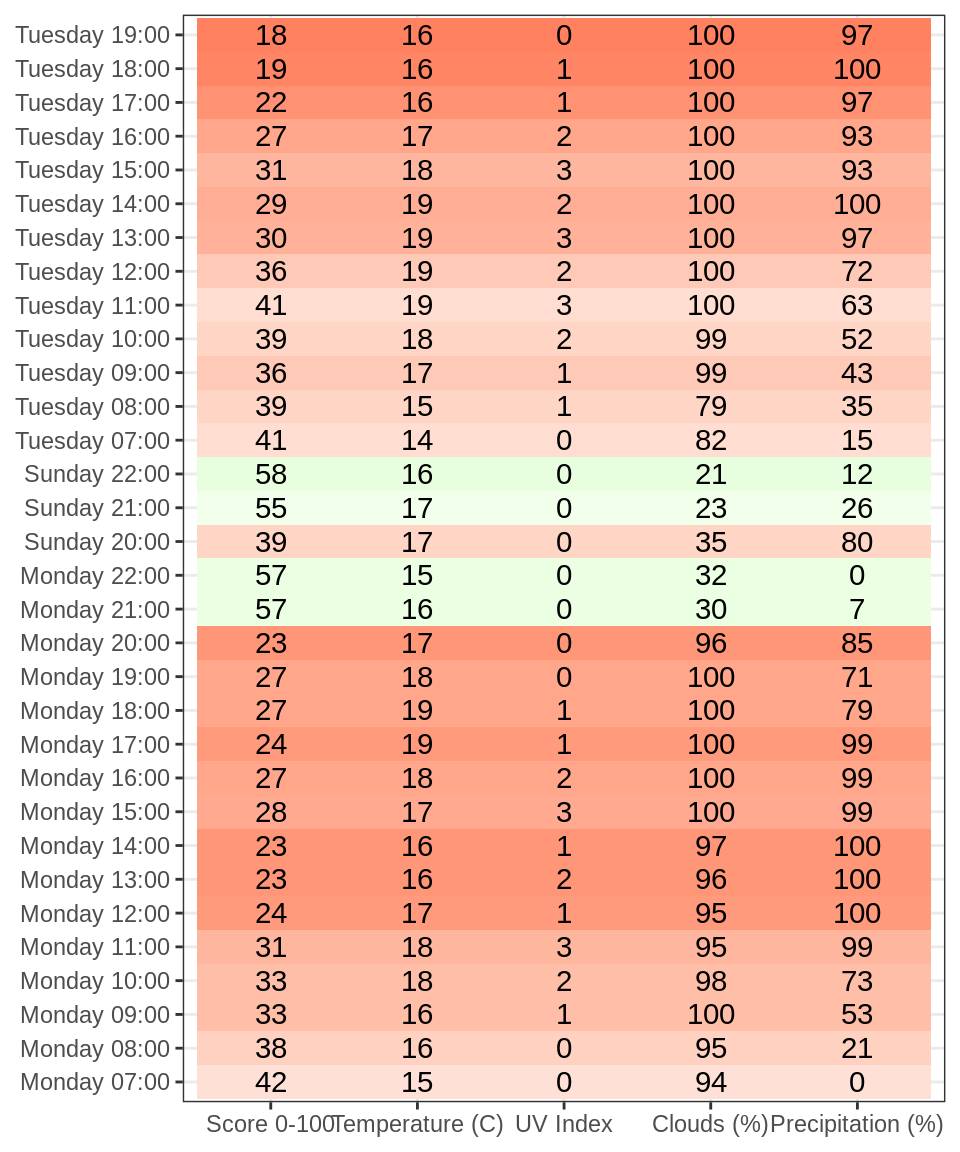 Tuesday 19:00 18 16 0 100 97
Tuesday 18:00 19 16 1 100 100
Tuesday 17:00 22 16 1 100 97
Tuesday 16:00 27 17 2 100 93
Tuesday 15:00 31 18 3 100 93
Tuesday 14:00 29 19 2 100 100
Tuesday 13:00 30 19 3 100 97
Tuesday 12:00 36 19 2 100 72
Tuesday 11:00 41 19 3 100 63
Tuesday 10:00 39 18 2 99 52
Tuesday 09:00 36 17 1 99 43
Tuesday 08:00 39 15 1 79 35
Tuesday 07:00 41 14 0 82 15
Sunday 22:00 58 16 0 21 12
Sunday 21:00 55 17 0 23 26
Sunday 20:00 39 17 0 35 80
Monday 22:00 57 15 0 32 0
Monday 21:00 57 16 0 30 7
Monday 20:00 23 17 0 96 85
Monday 19:00 27 18 0 100 71
Monday 18:00 27 19 1 100 79
Monday 17:00 24 19 1 100 99
Monday 16:00 27 18 2 100 99
Monday 15:00 28 17 3 100 99
Monday 14:00 23 16 1 97 100
Monday 13:00 23 16 2 96 100
Monday 12:00 24 17 1 95 100
Monday 11:00 31 18 3 95 99
Monday 10:00 33 18 2 98 73
Monday 09:00 33 16 1 100 53
Monday 08:00 38 16 0 95 21
Monday 07:00 42 15 0 94 0
Score 0-100 Temperature (C) UV Index Clouds (%) Precipitation (%)